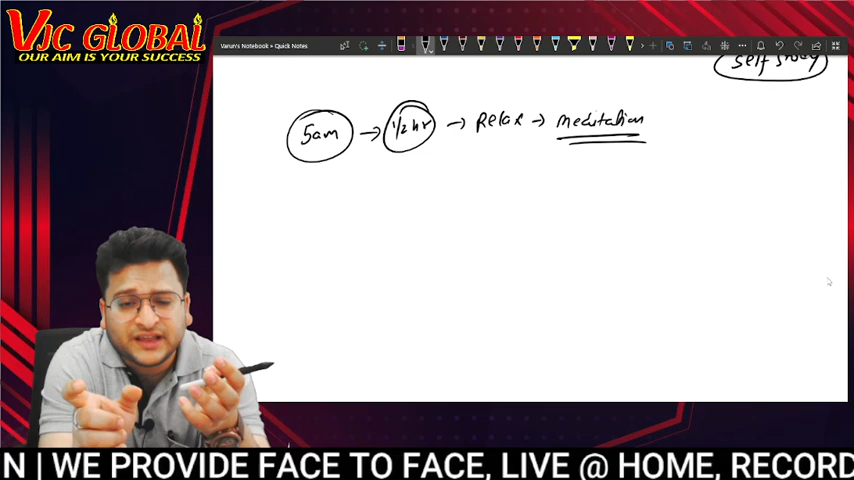 VJC GLOBAL
OUR AIM IS YOUR SUCCESS
Varun's Notebook > Quick Notes
self study
5am → 1/2 hr → Relax → meditation
N | WE PROVIDE FACE TO FACE, LIVE @ HOME, RECORD